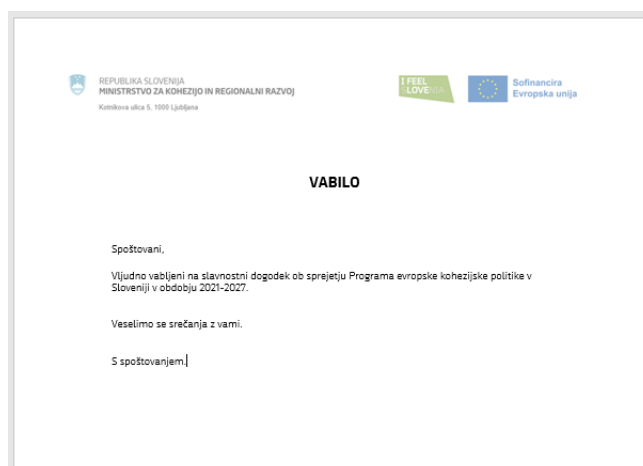 REPUBLIKA SLOVENIJA
MINISTRSTVO ZA KOHEZIJO IN REGIONALNI RAZVOJ
Kotnikova ulica 5, 1000 Ljubljana
I FEEL
SLOVENIA
Sofinancira
Evropska unija
VABILO
Spoštovani,
Vljudno vabljeni na slavnostni dogodek ob sprejetju Programa evropske kohezijske politike v
Sloveniji v obdobju 2021-2027.
Veselimo se srečanja z vami.
S spoštovanjem.